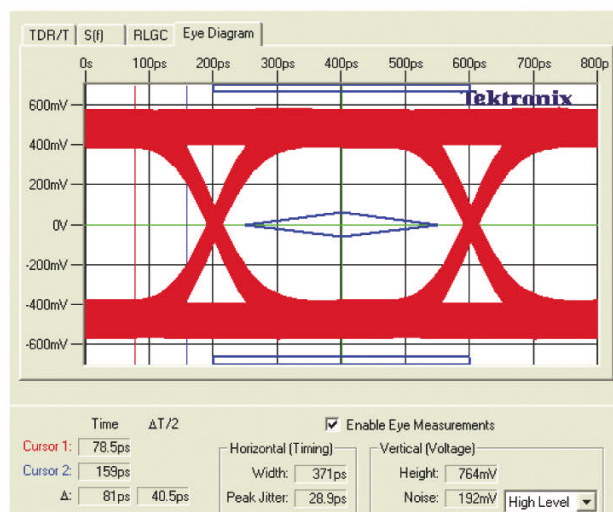 TDR/T S(f) RLGC Eye Diagram
0s 100ps 200ps 300ps 400ps 500ps 600ps 700ps 800p
Tektronix
600mV
400mV
200mV
0V
-200mV
-400mV
-600mV
Time ΔT/2
Cursor 1: 78.5ps
Cursor 2: 159ps
Δ: 81ps 40.5ps
Enable Eye Measurements
Horizontal (Timing)
Width: 371ps
Peak Jitter: 28.9ps
Vertical (Voltage)
Height: 764mV
Noise: 192mV High Level